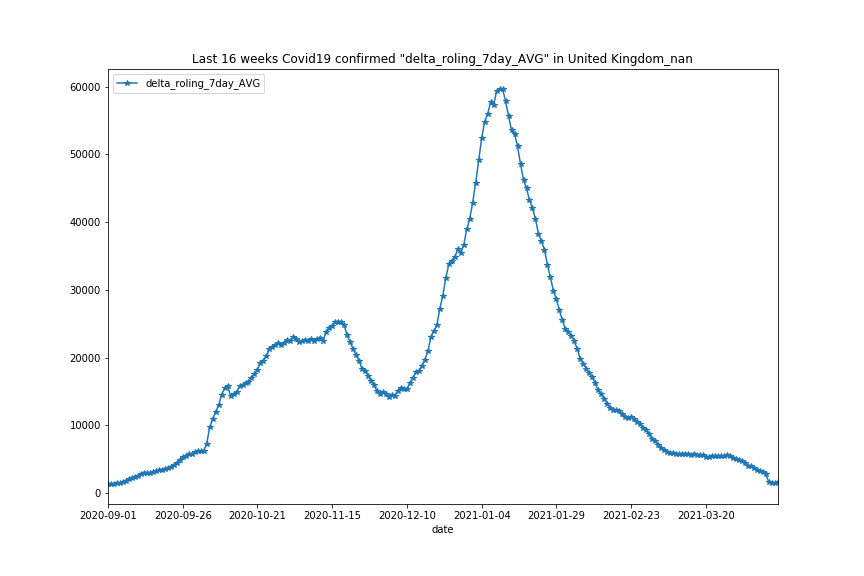 Last 16 weeks Covid19 confirmed "delta_roling_7day_AVG" in United Kingdom_nan
delta_roling_7day_AVG
60000
50000
40000
30000
20000
10000
0
2020-09-01 2020-09-26 2020-10-21 2020-11-15 2020-12-10 2021-01-04 2021-01-29 2021-02-23 2021-03-20
date